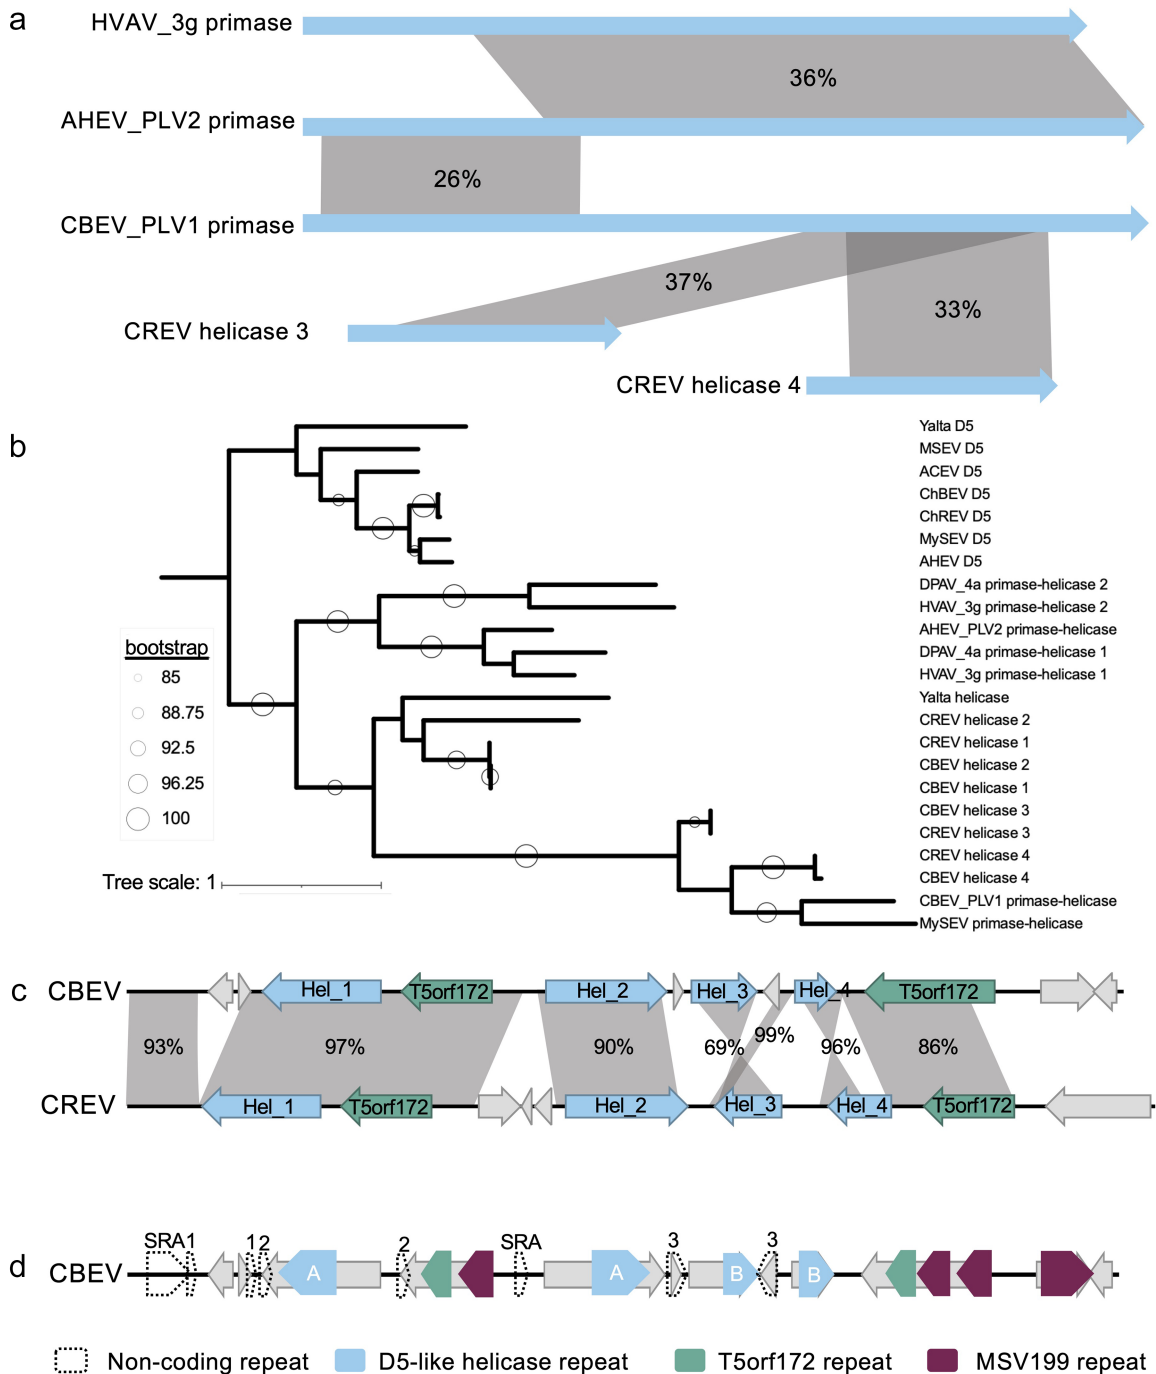 a
HVAV_3g primase
36%
AHEV_PLV2 primase
26%
CBEV_PLV1 primase
37%
CREV helicase 3
33%
CREV helicase 4
b
Yalta D5
MSEV D5
ACEV D5
ChBEV D5
ChREV D5
MySEV D5
AHEV D5
DPAV_4a primase-helicase 2
HVAV_3g primase-helicase 2
AHEV_PLV2 primase-helicase
DPAV_4a primase-helicase 1
HVAV_3g primase-helicase 1
Yalta helicase
CREV helicase 2
CREV helicase 1
CBEV helicase 2
CBEV helicase 1
CBEV helicase 3
CREV helicase 3
CREV helicase 4
CBEV helicase 4
CBEV_PLV1 primase-helicase
MySEV primase-helicase
bootstrap
85
88.75
92.5
96.25
100
Tree scale: 1
c
CBEV Hel_1 T5orf172 Hel_2 Hel_3 Hel_4 T5orf172
93% 97% 90% 69% 99% 96% 86%
CREV Hel_1 T5orf172 Hel_2 Hel_3 Hel_4 T5orf172
d
SRA1 1 2 2 SRA 3 3
CBEV A A B B
Non-coding repeat D5-like helicase repeat T5orf172 repeat MSV199 repeat